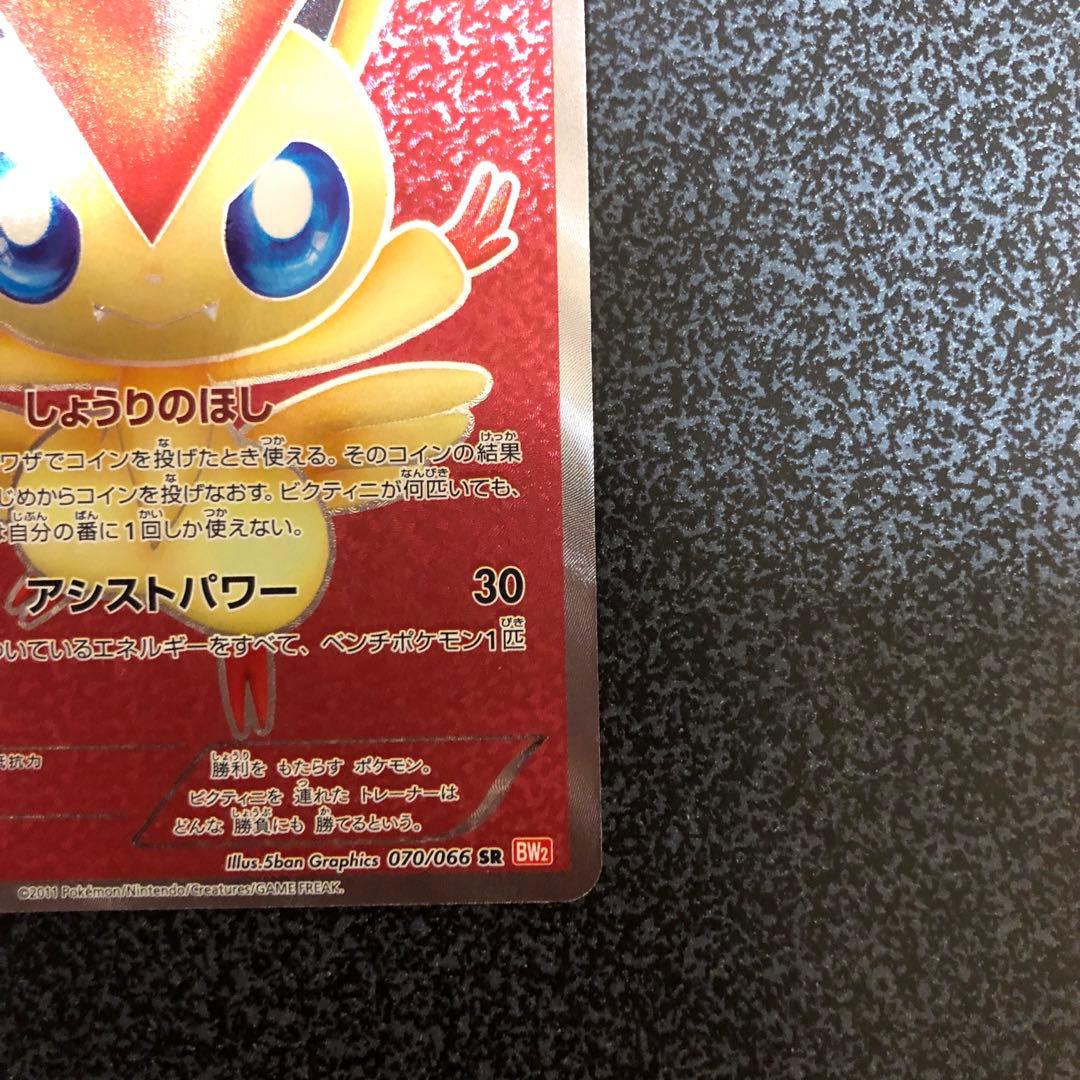 しょうりのほし
ワザでコインを投げたとき使える。そのコインの結果
じめからコインを投げなおす。ビクティニが何匹いても、
は自分の番に1回しか使えない。
アシストパワー 30
ついているエネルギーをすべて、ベンチポケモン1匹
抵抗力
勝利を もたらす ポケモン。
ビクティニを 連れた トレーナーは
どんな 勝負にも 勝てるという。
Illus.5ban Graphics 070/066 SR BW2
©2011 Pokémon/Nintendo/Creatures/GAME FREAK.